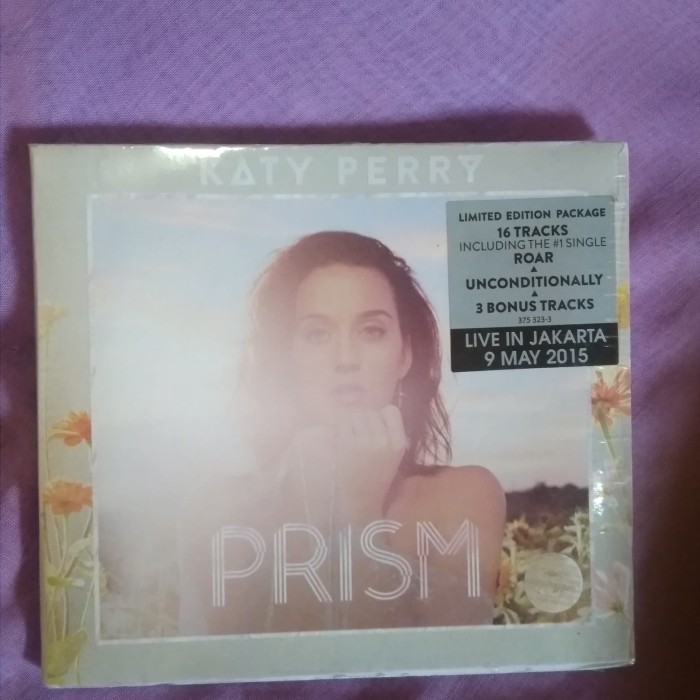 KATY PERRY
LIMITED EDITION PACKAGE
16 TRACKS
INCLUDING THE #1 SINGLE
ROAR
UNCONDITIONALLY
3 BONUS TRACKS
375 323-3
LIVE IN JAKARTA
9 MAY 2015
PRISM